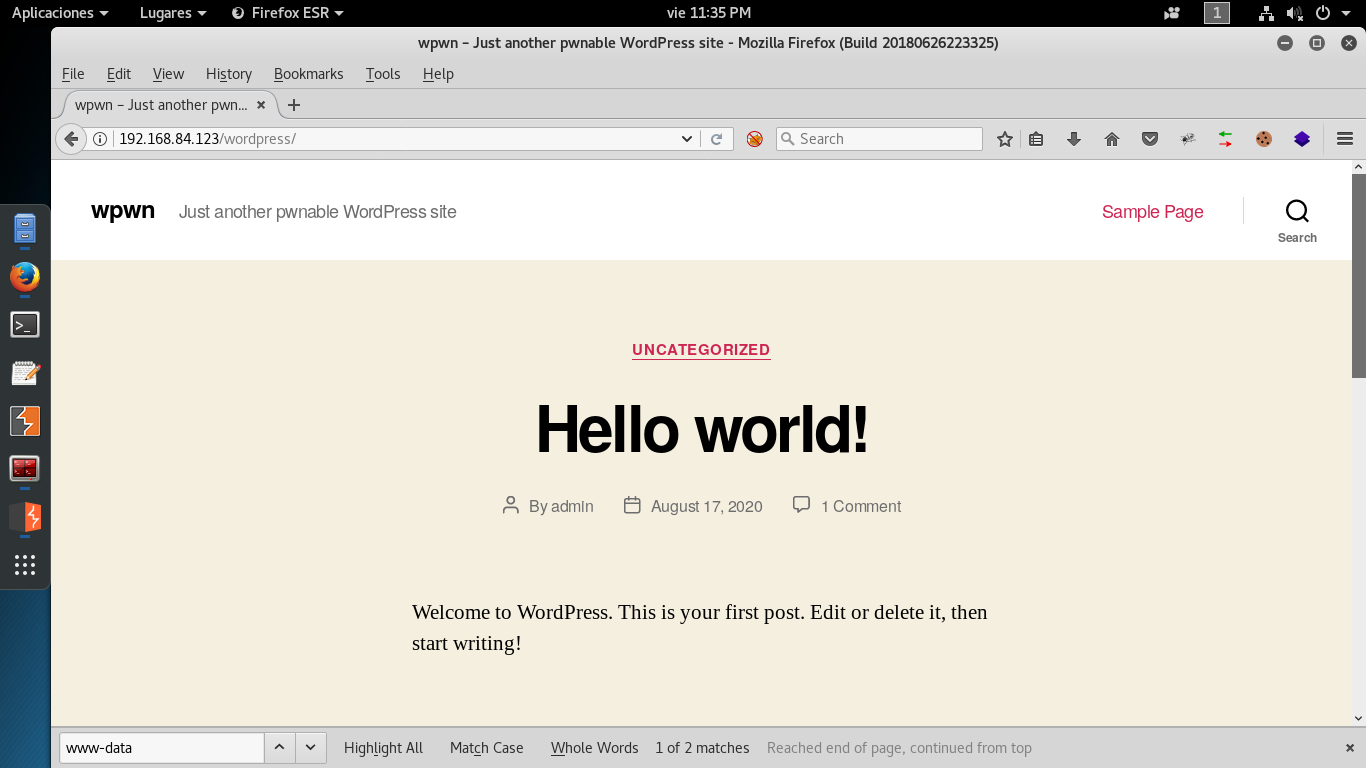 Aplicaciones Lugares Firefox ESR vie 11:35 PM 1
wpwn – Just another pwnable WordPress site - Mozilla Firefox (Build 20180626223325)
File Edit View History Bookmarks Tools Help
wpwn – Just another pwn...
192.168.84.123/wordpress/ Search
wpwn Just another pwnable WordPress site Sample Page
Search
UNCATEGORIZED
Hello world!
By admin August 17, 2020 1 Comment
Welcome to WordPress. This is your first post. Edit or delete it, then
start writing!
www-data Highlight All Match Case Whole Words 1 of 2 matches Reached end of page, continued from top